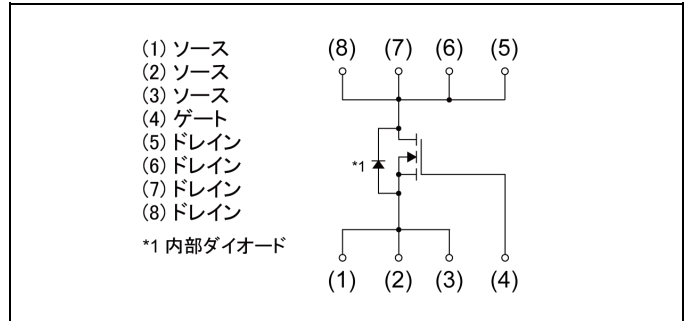 (1) ソース
(2) ソース
(3) ソース
(4) ゲート
(5) ドレイン
(6) ドレイン
(7) ドレイン
(8) ドレイン
*1 内部ダイオード
(8) (7) (6) (5)
*1
(1) (2) (3) (4)